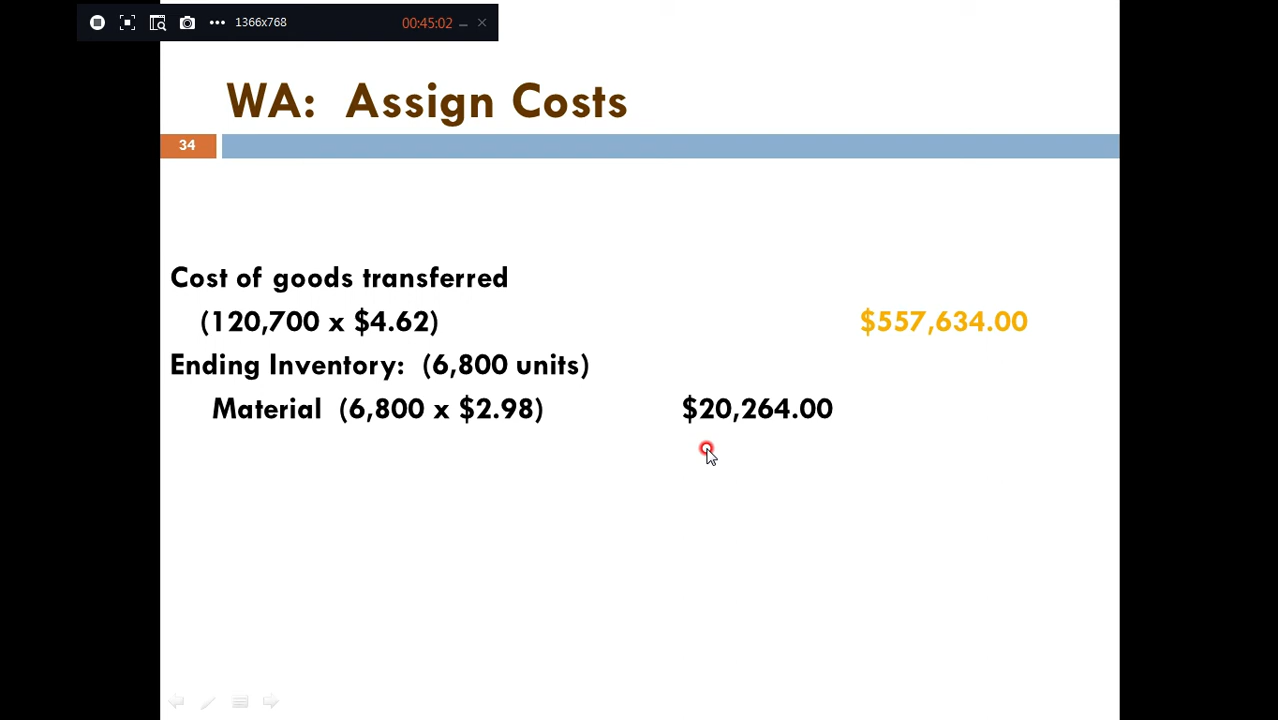 1366x768
00:45:02
WA: Assign Costs
34
Cost of goods transferred
(120,700 x $4.62) $557,634.00
Ending Inventory: (6,800 units)
Material (6,800 x $2.98) $20,264.00